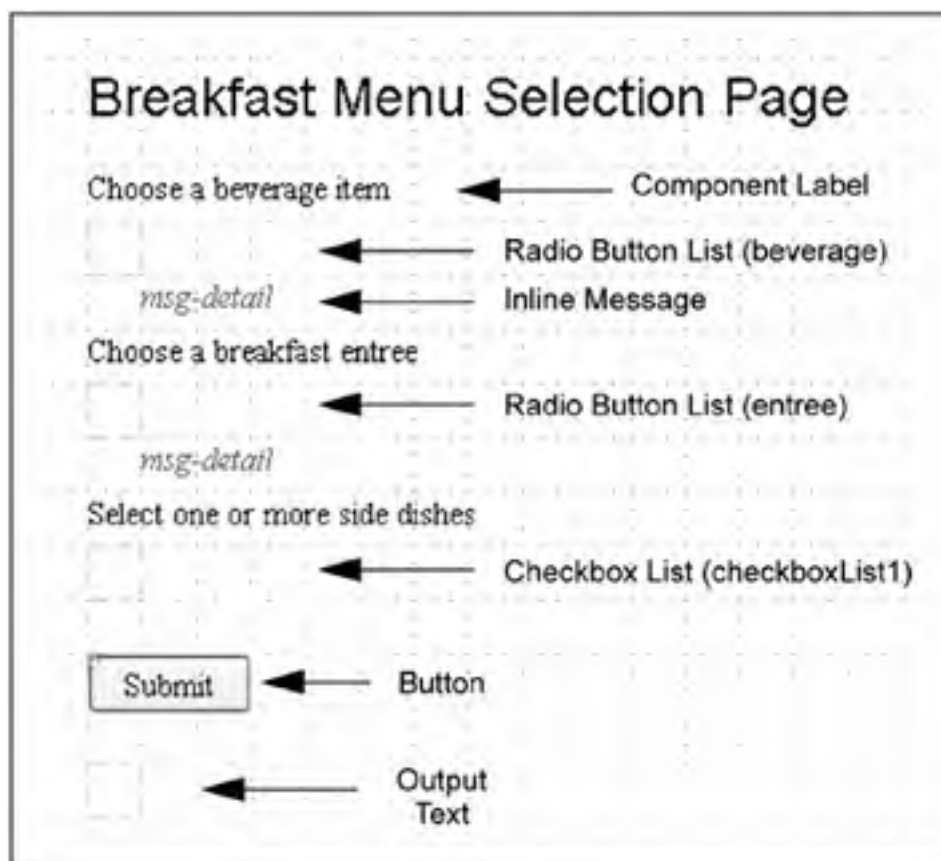 Breakfast Menu Selection Page
Choose a beverage item
Component Label
Radio Button List (beverage)
msg-detail
Inline Message
Choose a breakfast entree
Radio Button List (entree)
msg-detail
Select one or more side dishes
Checkbox List (checkboxList1)
Submit
Button
Output
Text